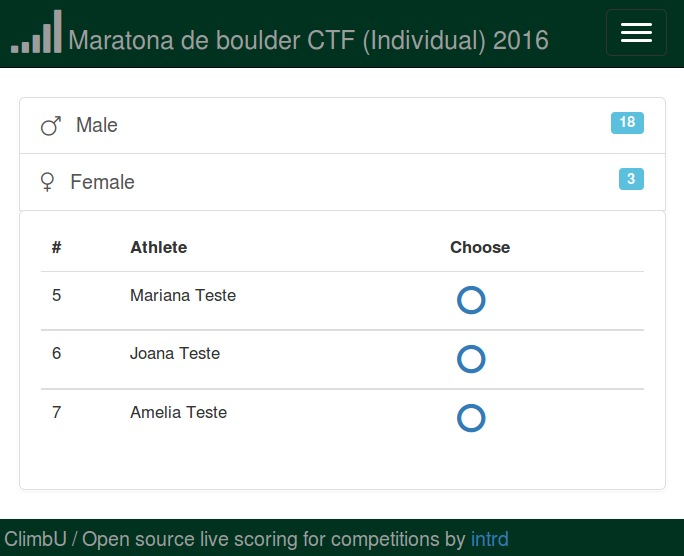 Maratona de boulder CTF (Individual) 2016
Male 18
Female 3
# Athlete Choose
5 Mariana Teste
6 Joana Teste
7 Amelia Teste
ClimbU / Open source live scoring for competitions by intrd